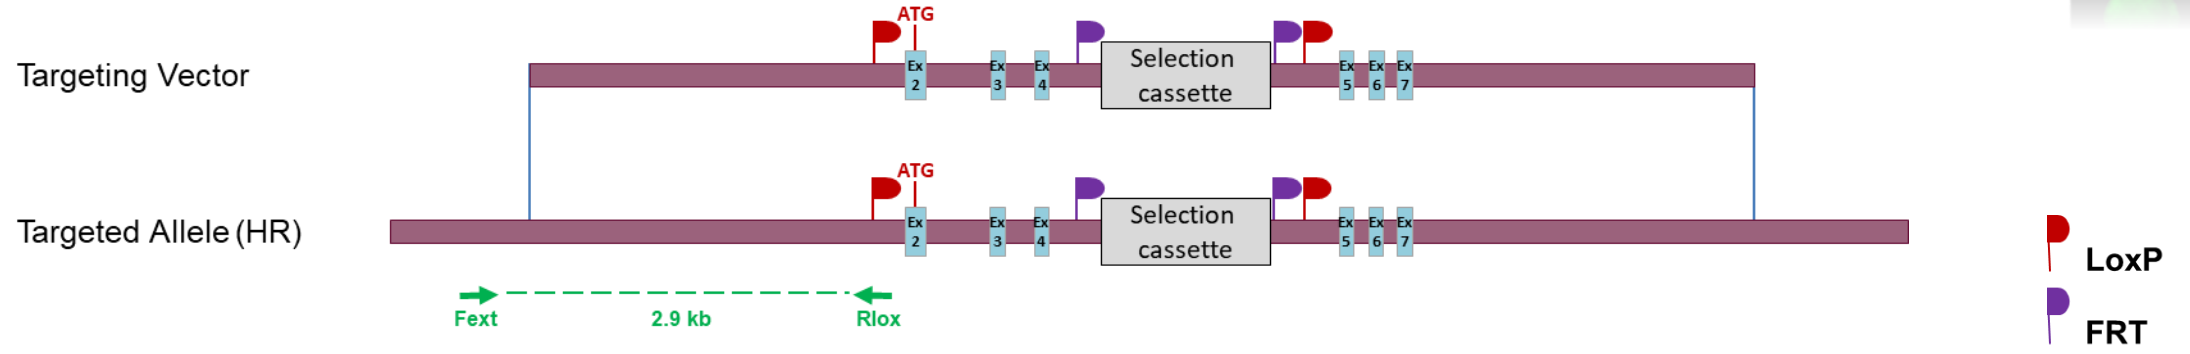 ATG
Targeting Vector
Ex
2
Ex
3
Ex
4
Selection
cassette
Ex
5
Ex
6
Ex
7
ATG
Targeted Allele (HR)
Ex
2
Ex
3
Ex
4
Selection
cassette
Ex
5
Ex
6
Ex
7
LoxP
Fext
2.9 kb
Rlox
FRT